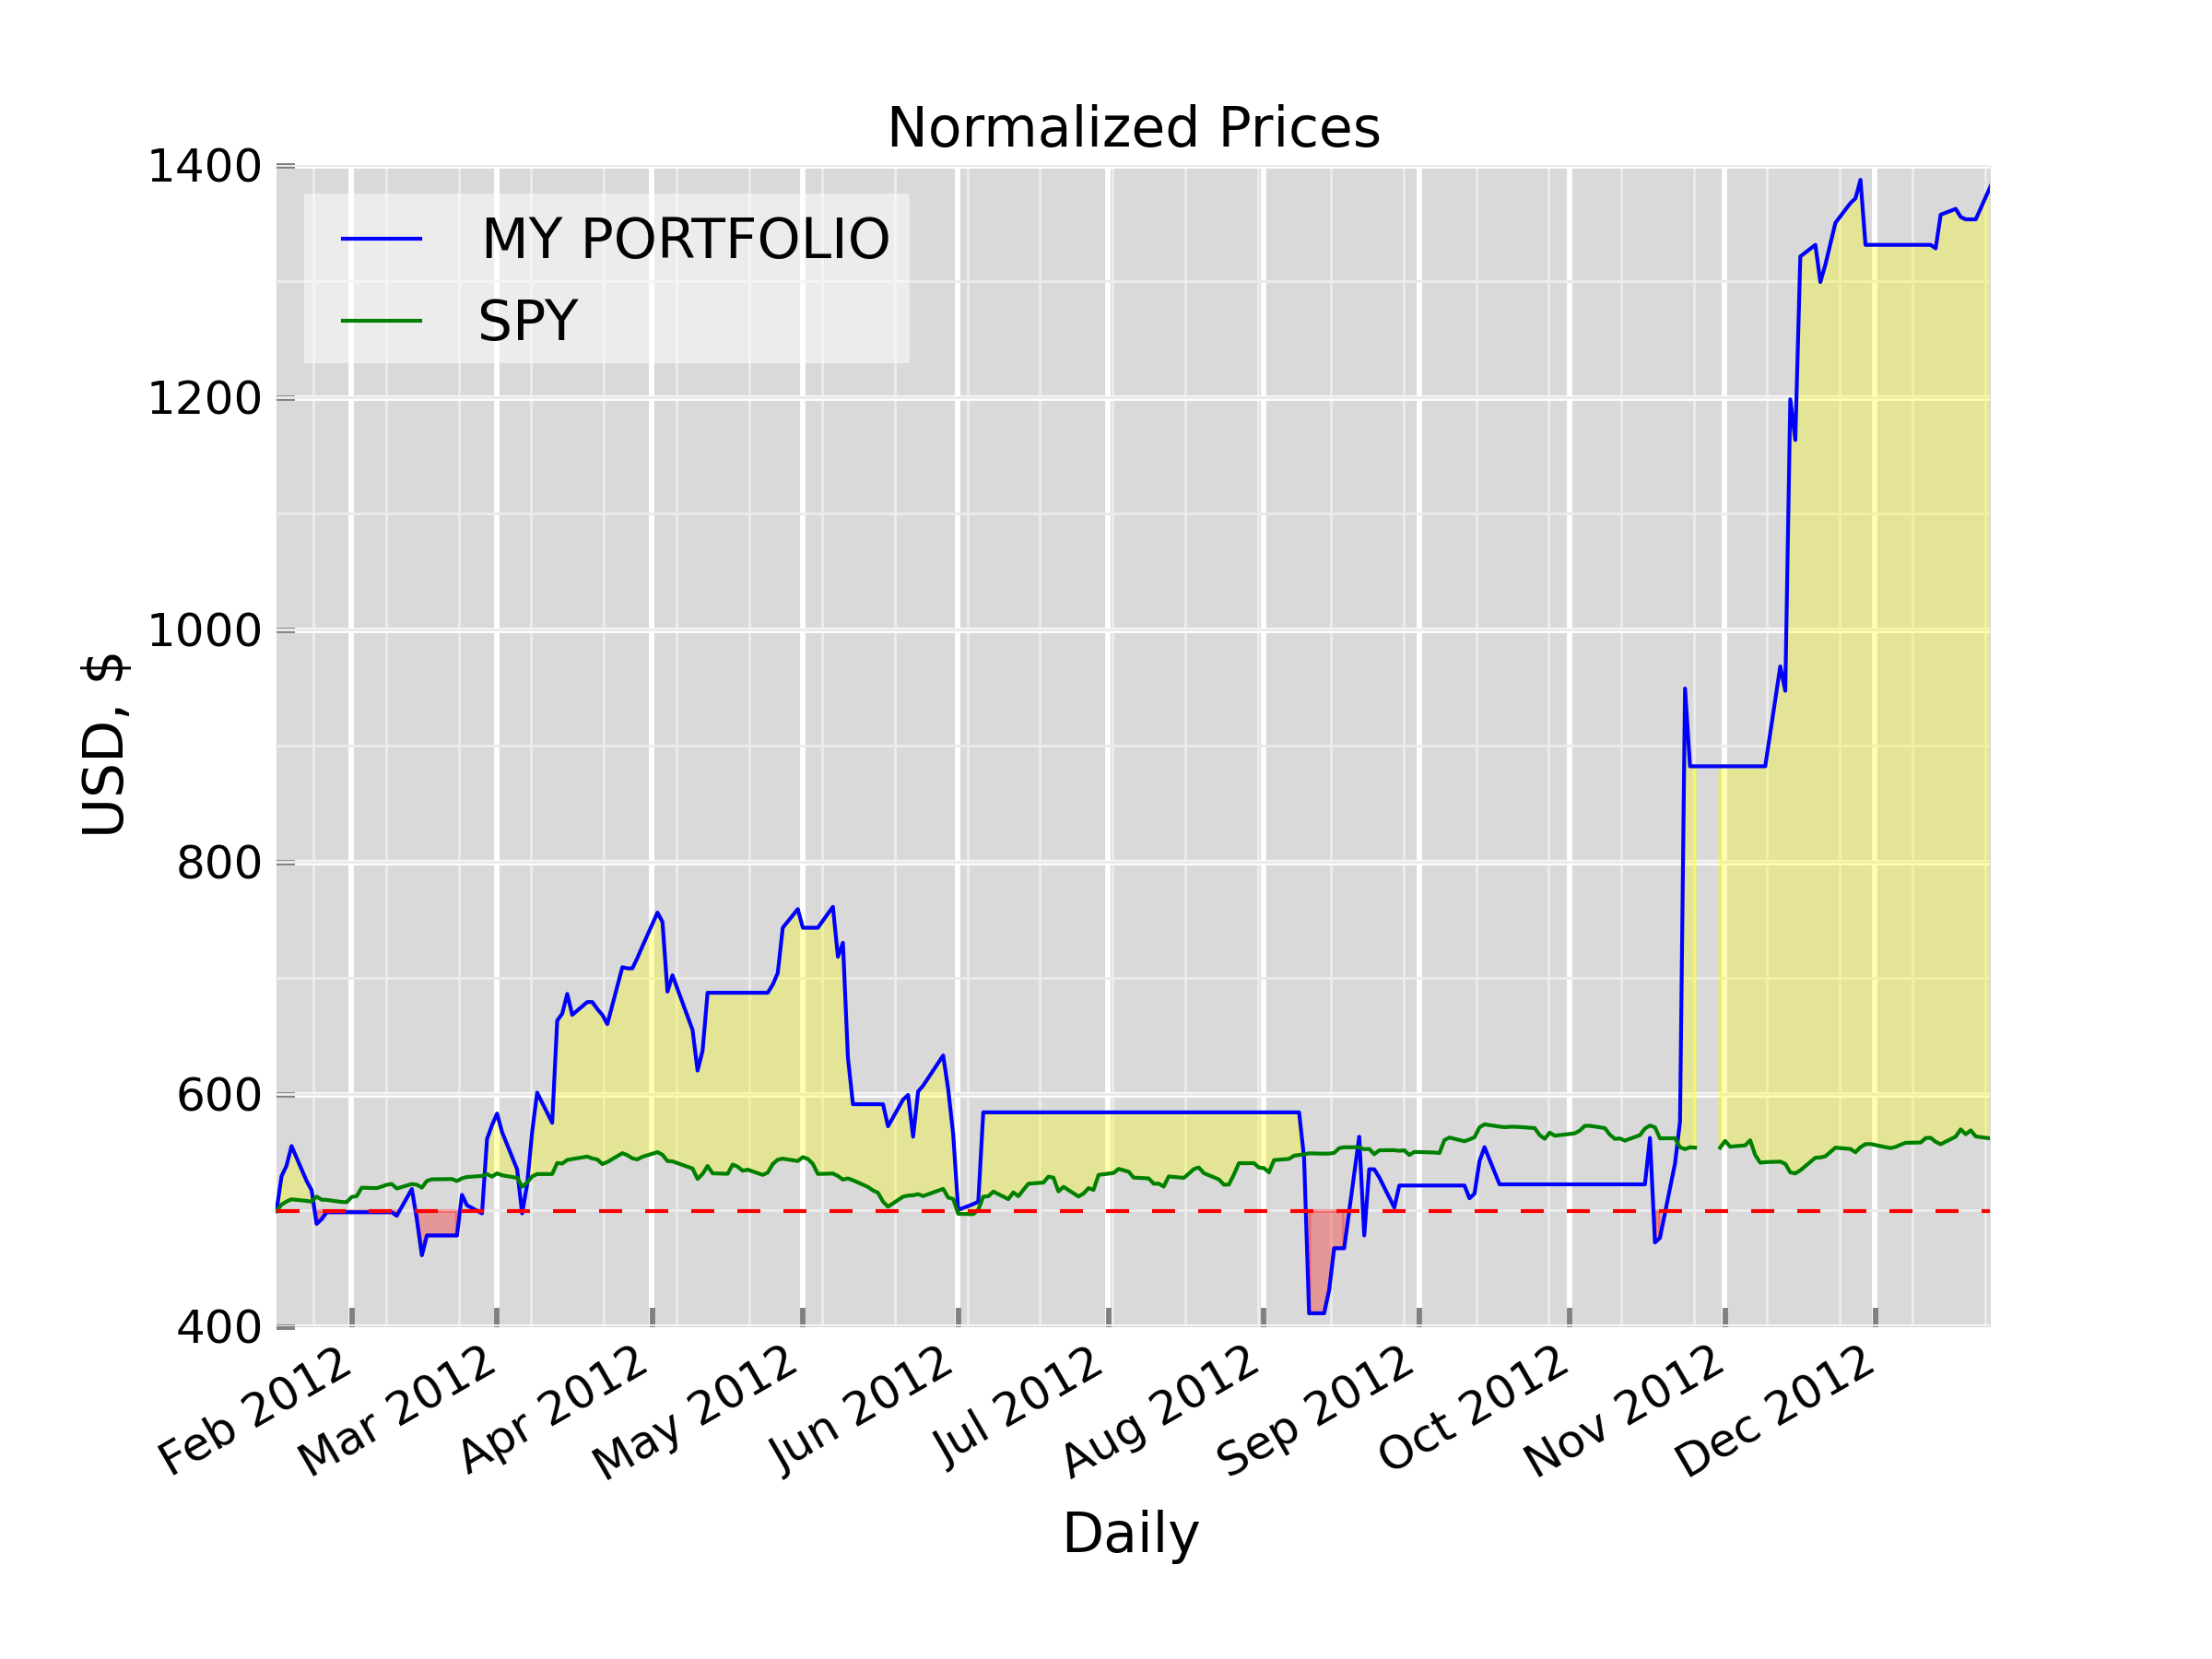 Normalized Prices
MY PORTFOLIO
SPY
1400
1200
1000
800
600
400
USD, $
Feb 2012
Mar 2012
Apr 2012
May 2012
Jun 2012
Jul 2012
Aug 2012
Sep 2012
Oct 2012
Nov 2012
Dec 2012
Daily